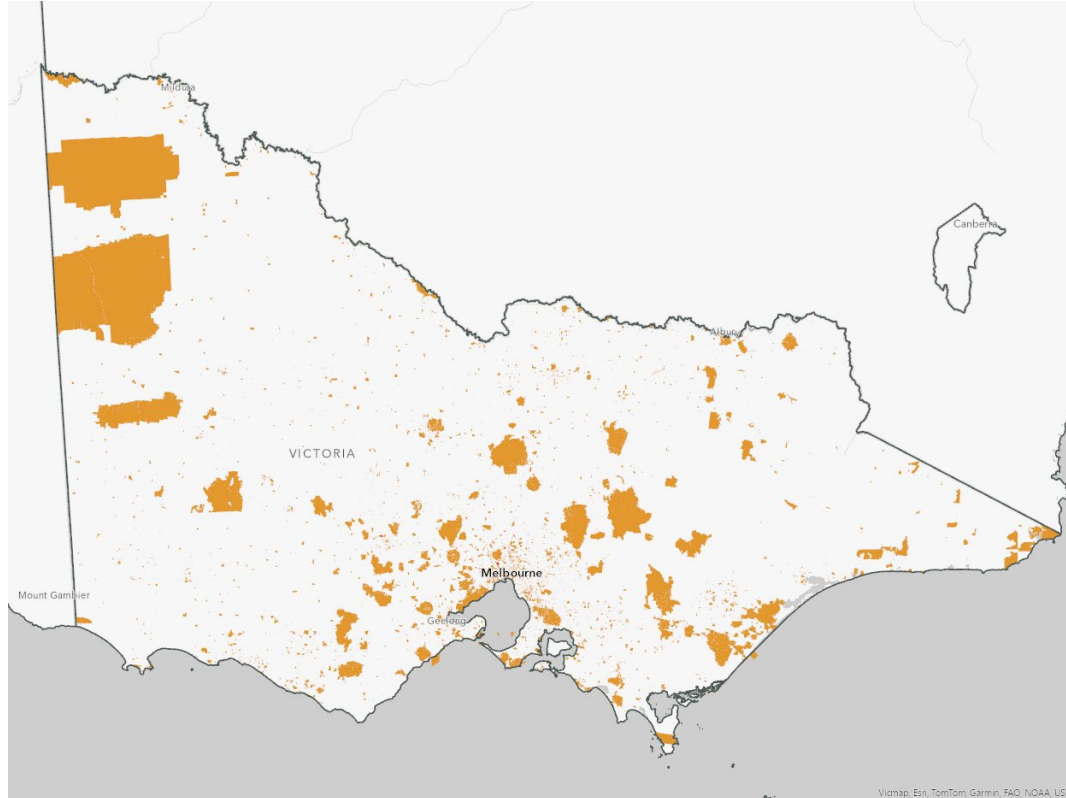 Mildura
Canberra
Albury
VICTORIA
Melbourne
Mount Gambier
Geelong
Vicmap, Esri, TomTom, Garmin, FAO, NOAA, US